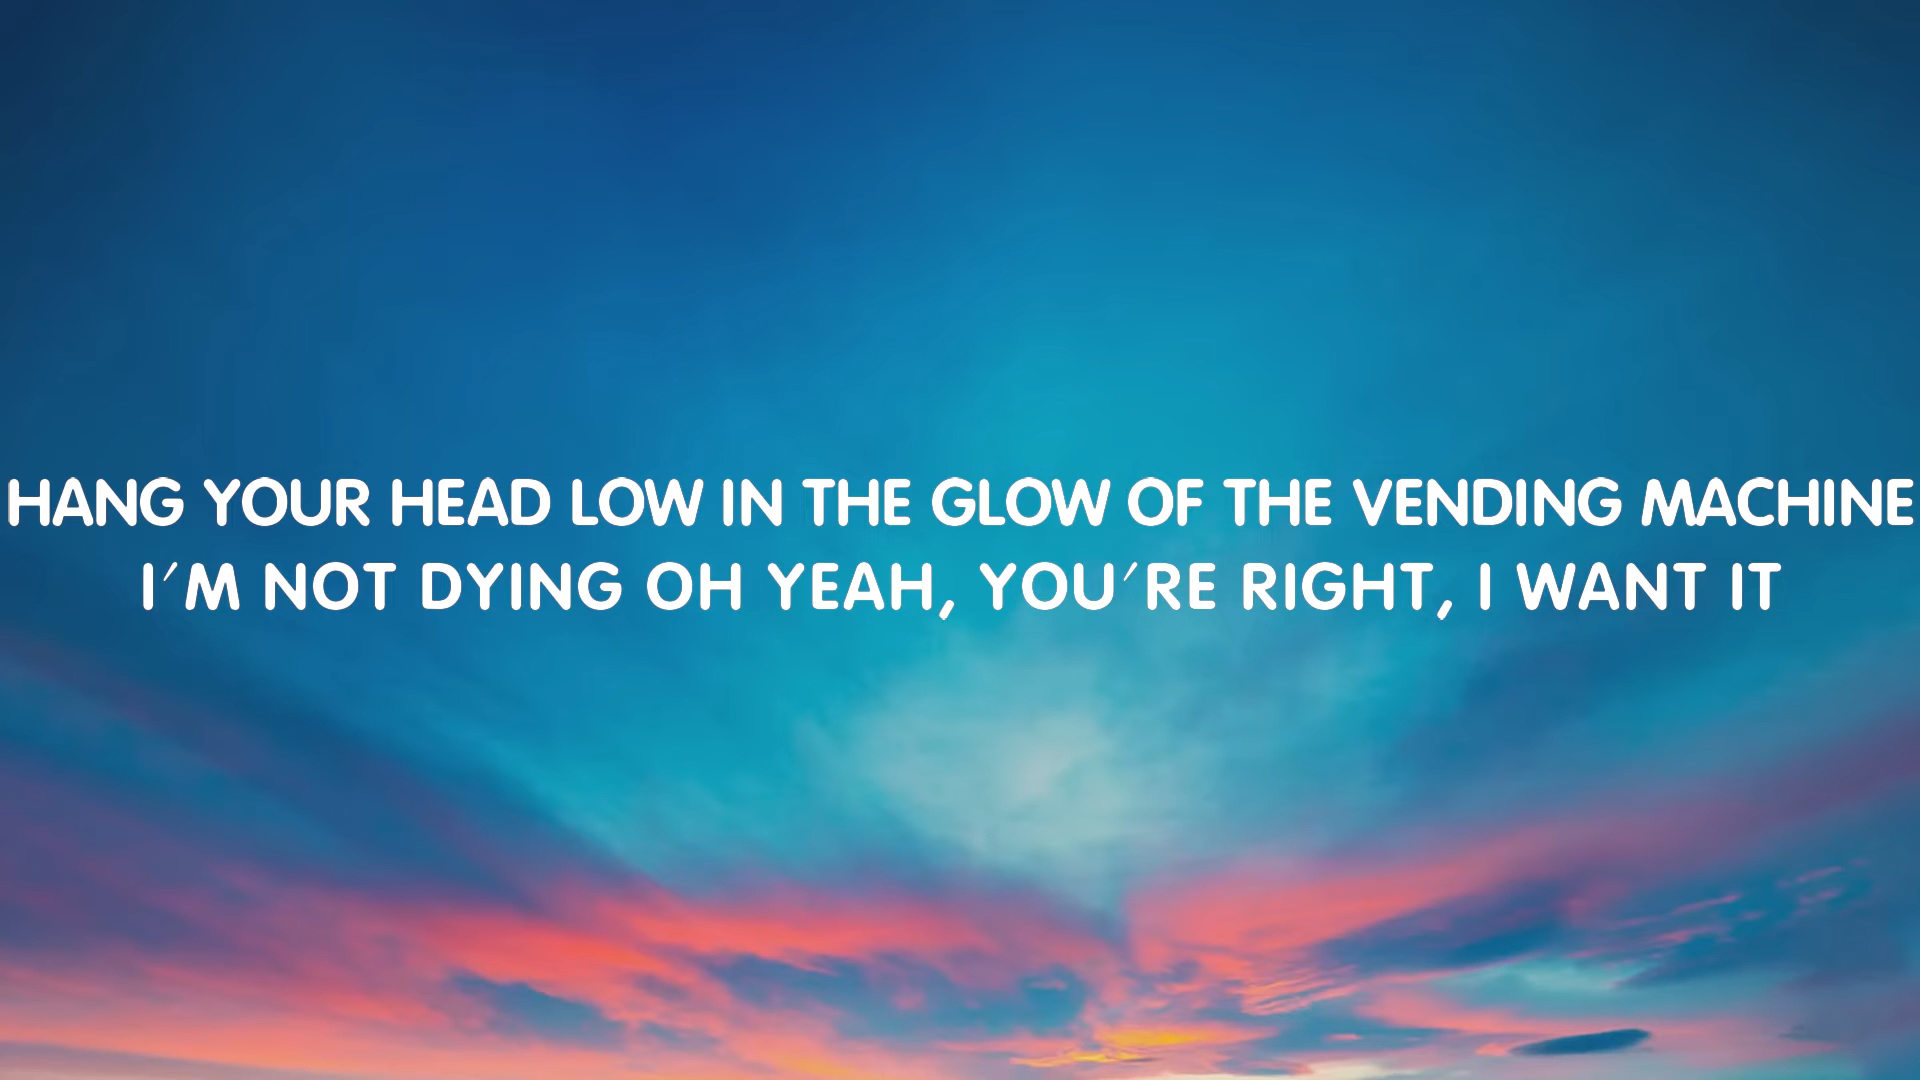 HANG YOUR HEAD LOW IN THE GLOW OF THE VENDING MACHINE
I'M NOT DYING OH YEAH, YOU'RE RIGHT, I WANT IT